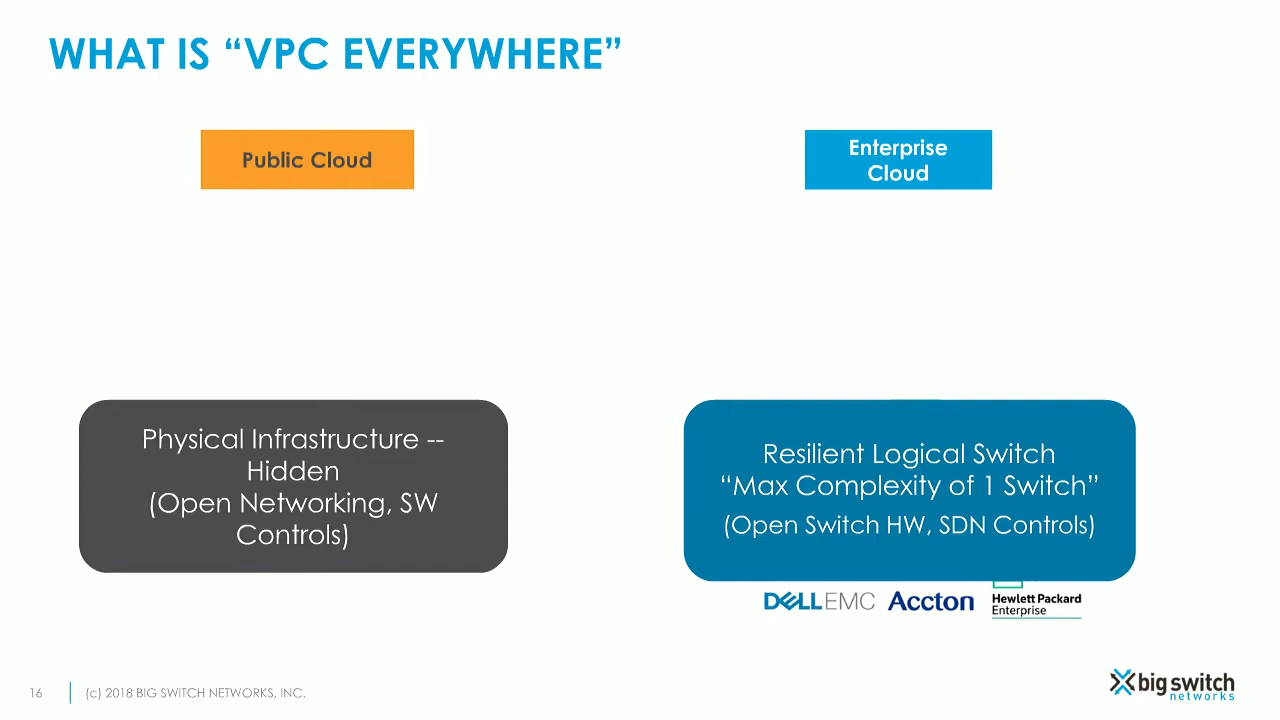 WHAT IS “VPC EVERYWHERE”
Public Cloud
Enterprise
Cloud
Physical Infrastructure --
Hidden
(Open Networking, SW
Controls)
Resilient Logical Switch
“Max Complexity of 1 Switch”
(Open Switch HW, SDN Controls)
DELL EMC
Accton
Hewlett Packard
Enterprise
16
(c) 2018 BIG SWITCH NETWORKS, INC.
big switch
networks